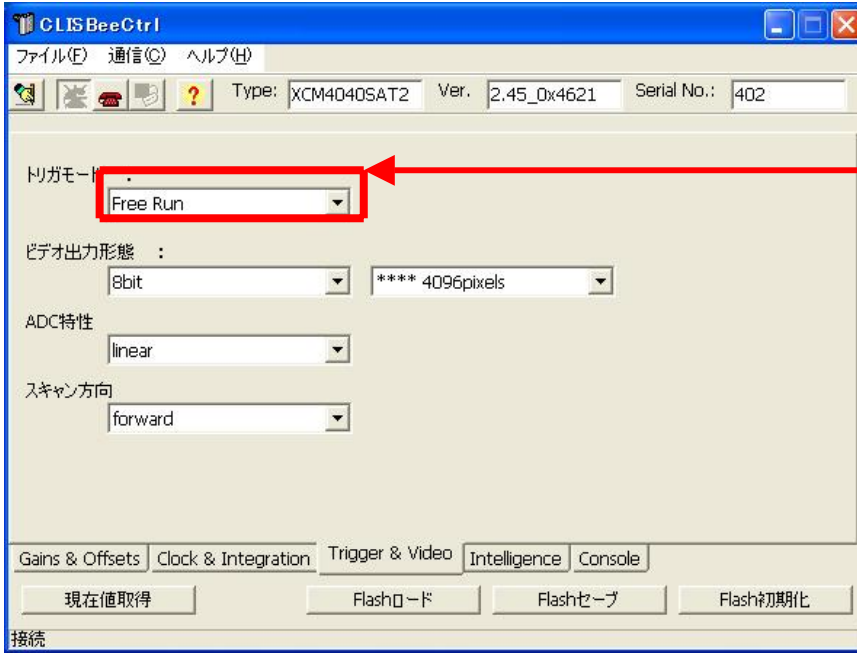 CLISBeeCtrl
ファイル(F) 通信(C) ヘルプ(H)
? Type: XCM4040SAT2 Ver. 2.45_0x4621 Serial No.: 402
トリガモード :
Free Run
ビデオ出力形態 :
8bit **** 4096pixels
ADC特性
linear
スキャン方向
forward
Gains & Offsets Clock & Integration Trigger & Video Intelligence Console
現在値取得 Flashロード Flashセーブ Flash初期化
接続